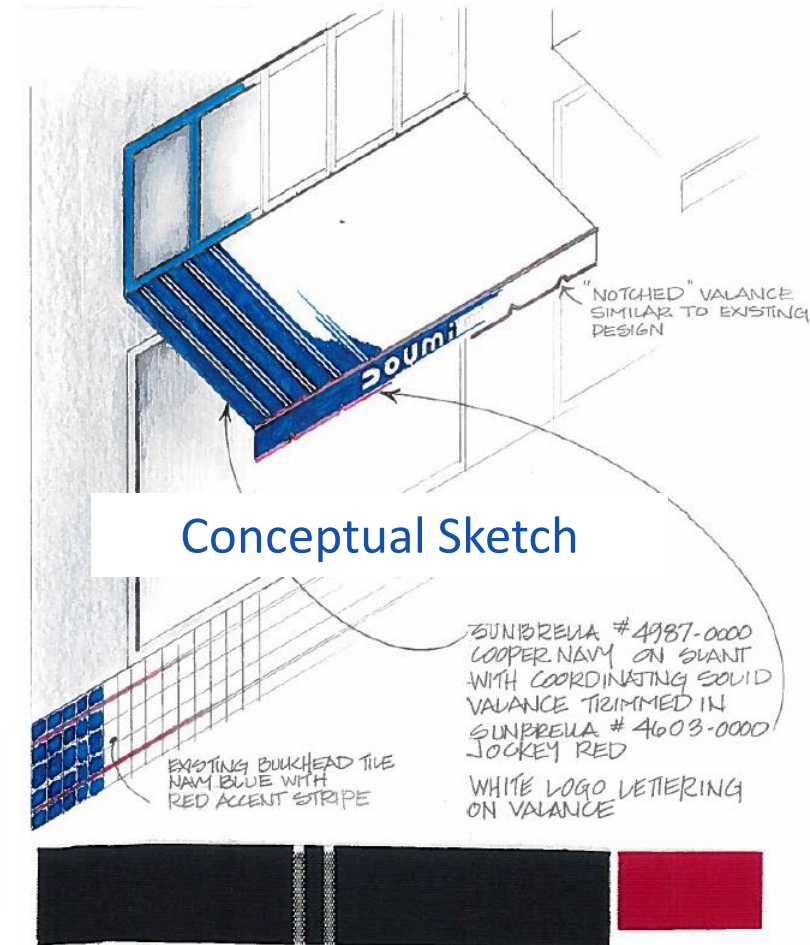 Doumi
"NOTCHED" VALANCE
SIMILAR TO EXISTING
DESIGN
Conceptual Sketch
SUNBRELLA #4987-0000
COOPER NAVY ON SLANT
WITH COORDINATING SOLID
VALANCE TRIMMED IN
SUNBRELLA #4603-0000
JOCKEY RED
WHITE LOGO LETTERING
ON VALANCE
EXISTING BULKHEAD TILE
NAVY BLUE WITH
RED ACCENT STRIPE